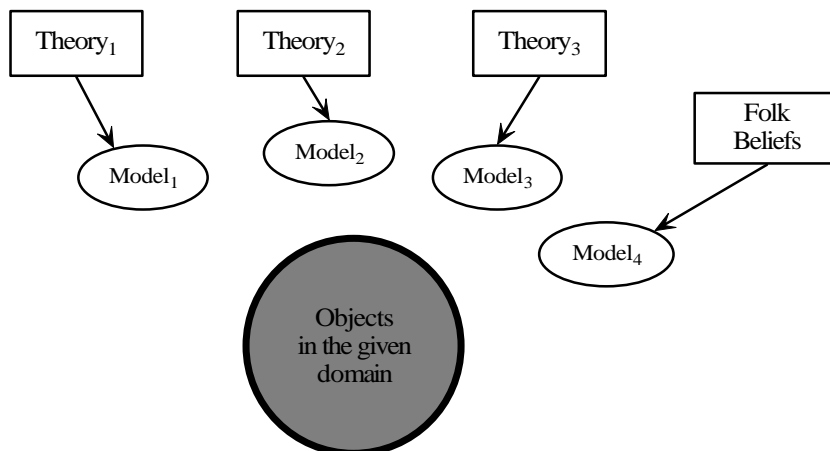 Theory₁
Theory₂
Theory₃
Folk
Beliefs
Model₁
Model₂
Model₃
Model₄
Objects
in the given
domain